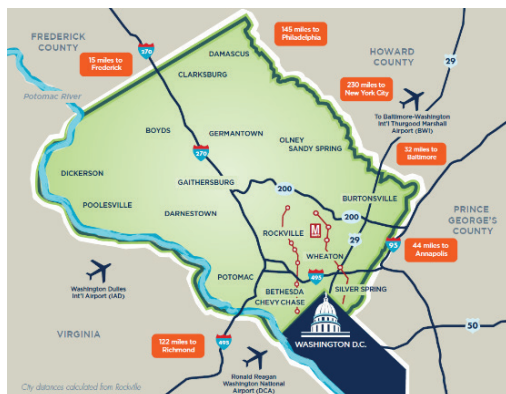 FREDERICK
COUNTY
145 miles to
Philadelphia
15 miles to
Frederick
270
DAMASCUS
HOWARD
COUNTY
29
CLARKSBURG
Potomac River
230 miles to
New York City
To Baltimore-Washington
Int'l Thurgood Marshall
Airport (BWI)
BOYDS
GERMANTOWN
OLNEY
SANDY SPRING
32 miles to
Baltimore
270
DICKERSON
GAITHERSBURG
200
BURTONSVILLE
POOLESVILLE
DARNESTOWN
200
PRINCE
GEORGE'S
COUNTY
ROCKVILLE
M
29
95
44 miles to
Annapolis
WHEATON
Washington Dulles
Int'l Airport (IAD)
POTOMAC
495
BETHESDA
CHEVY CHASE
SILVER SPRING
VIRGINIA
122 miles to
Richmond
495
WASHINGTON D.C.
50
Ronald Reagan
Washington National
Airport (DCA)
City distances calculated from Rockville